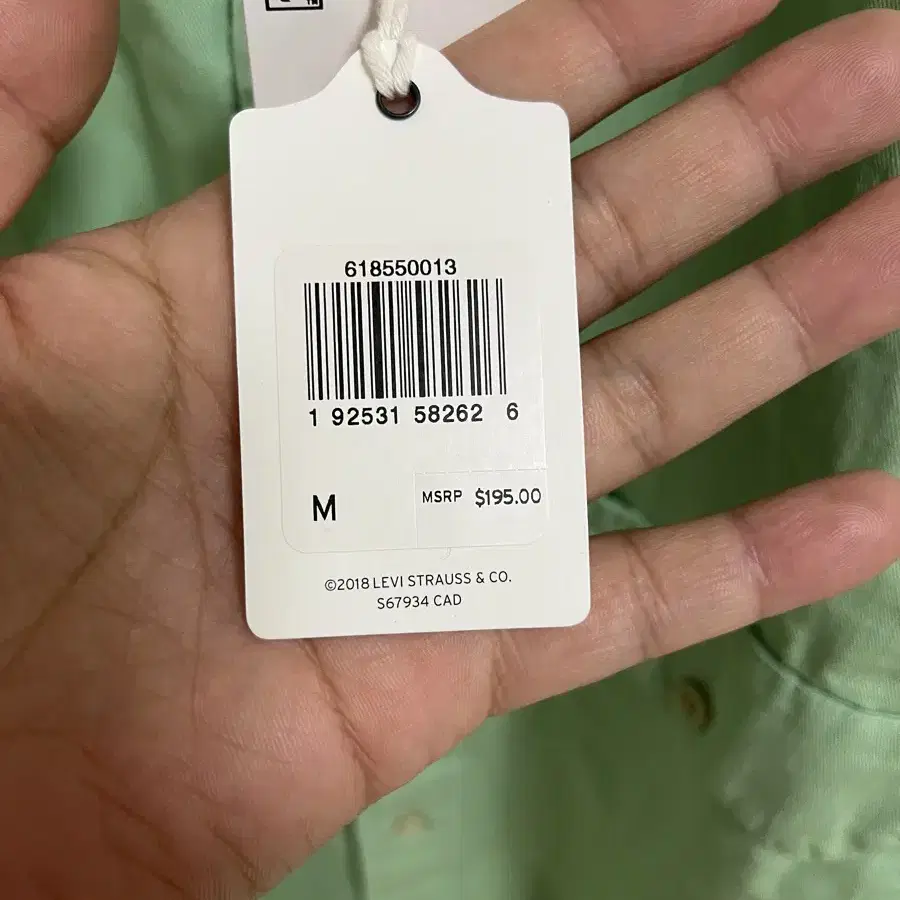 618550013
1 92531 58262 6
M
MSRP $195.00
©2018 LEVI STRAUSS & CO.
S67934 CAD